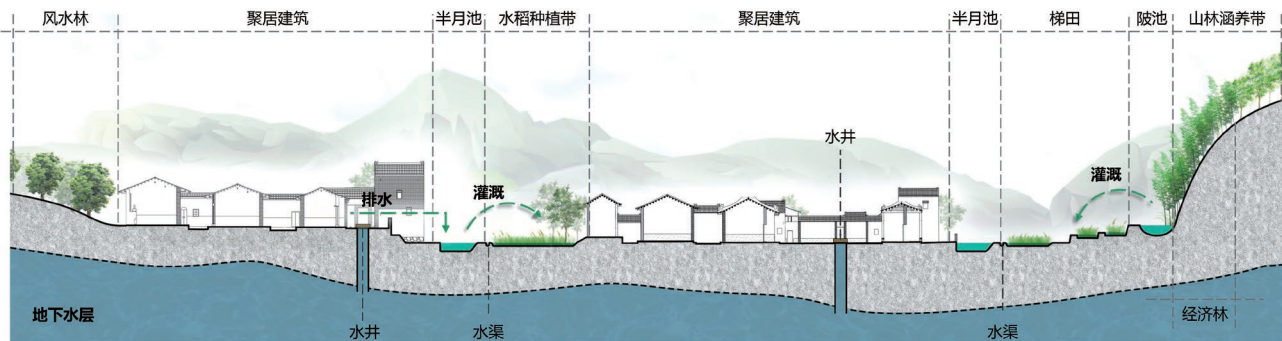 风水林
聚居建筑
半月池
水稻种植带
聚居建筑
半月池
梯田
陂池
山林涵养带
水井
灌溉
灌溉
排水
地下水层
经济林
水井
水渠
水渠